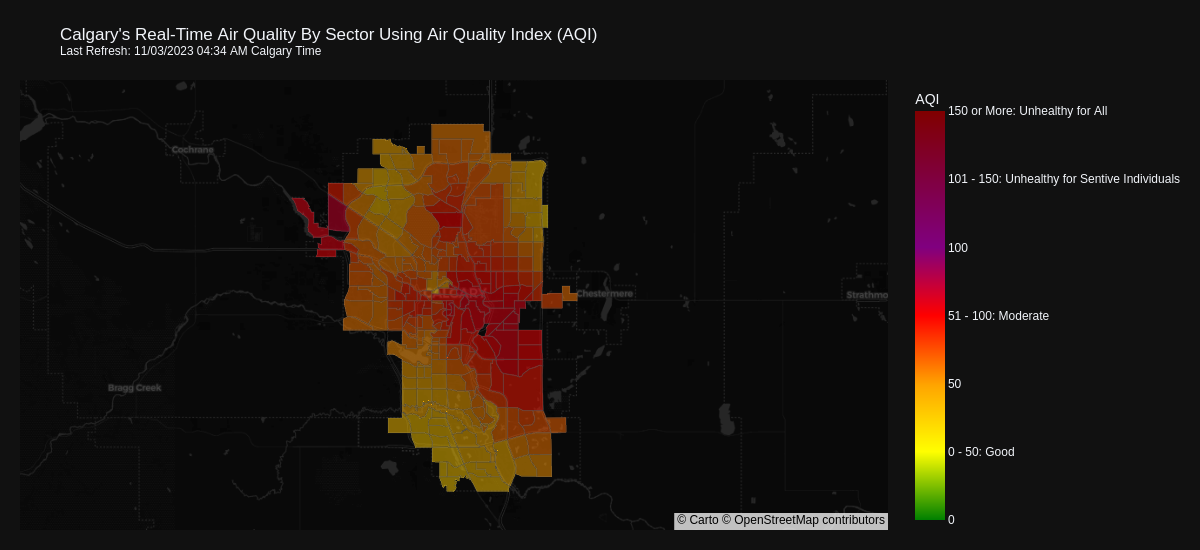 Calgary's Real-Time Air Quality By Sector Using Air Quality Index (AQI)
Last Refresh: 11/03/2023 04:34 AM Calgary Time
AQI
150 or More: Unhealthy for All
Cochrane
101 - 150: Unhealthy for Sentive Individuals
100
CALGARY
Chestermere
Strathmo
51 - 100: Moderate
Bragg Creek
50
0 - 50: Good
© Carto © OpenStreetMap contributors
0